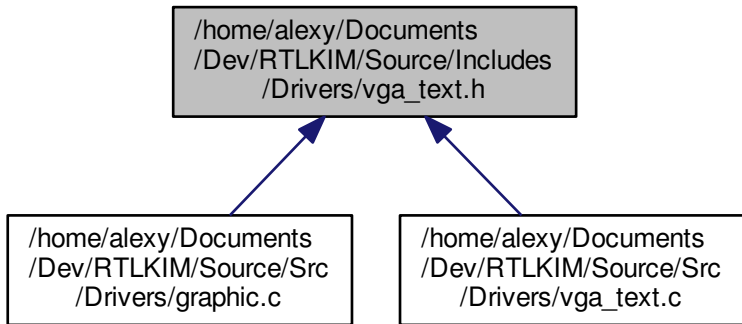 /home/alexy/Documents
/Dev/RTLKIM/Source/Includes
/Drivers/vga_text.h
/home/alexy/Documents
/Dev/RTLKIM/Source/Src
/Drivers/graphic.c
/home/alexy/Documents
/Dev/RTLKIM/Source/Src
/Drivers/vga_text.c